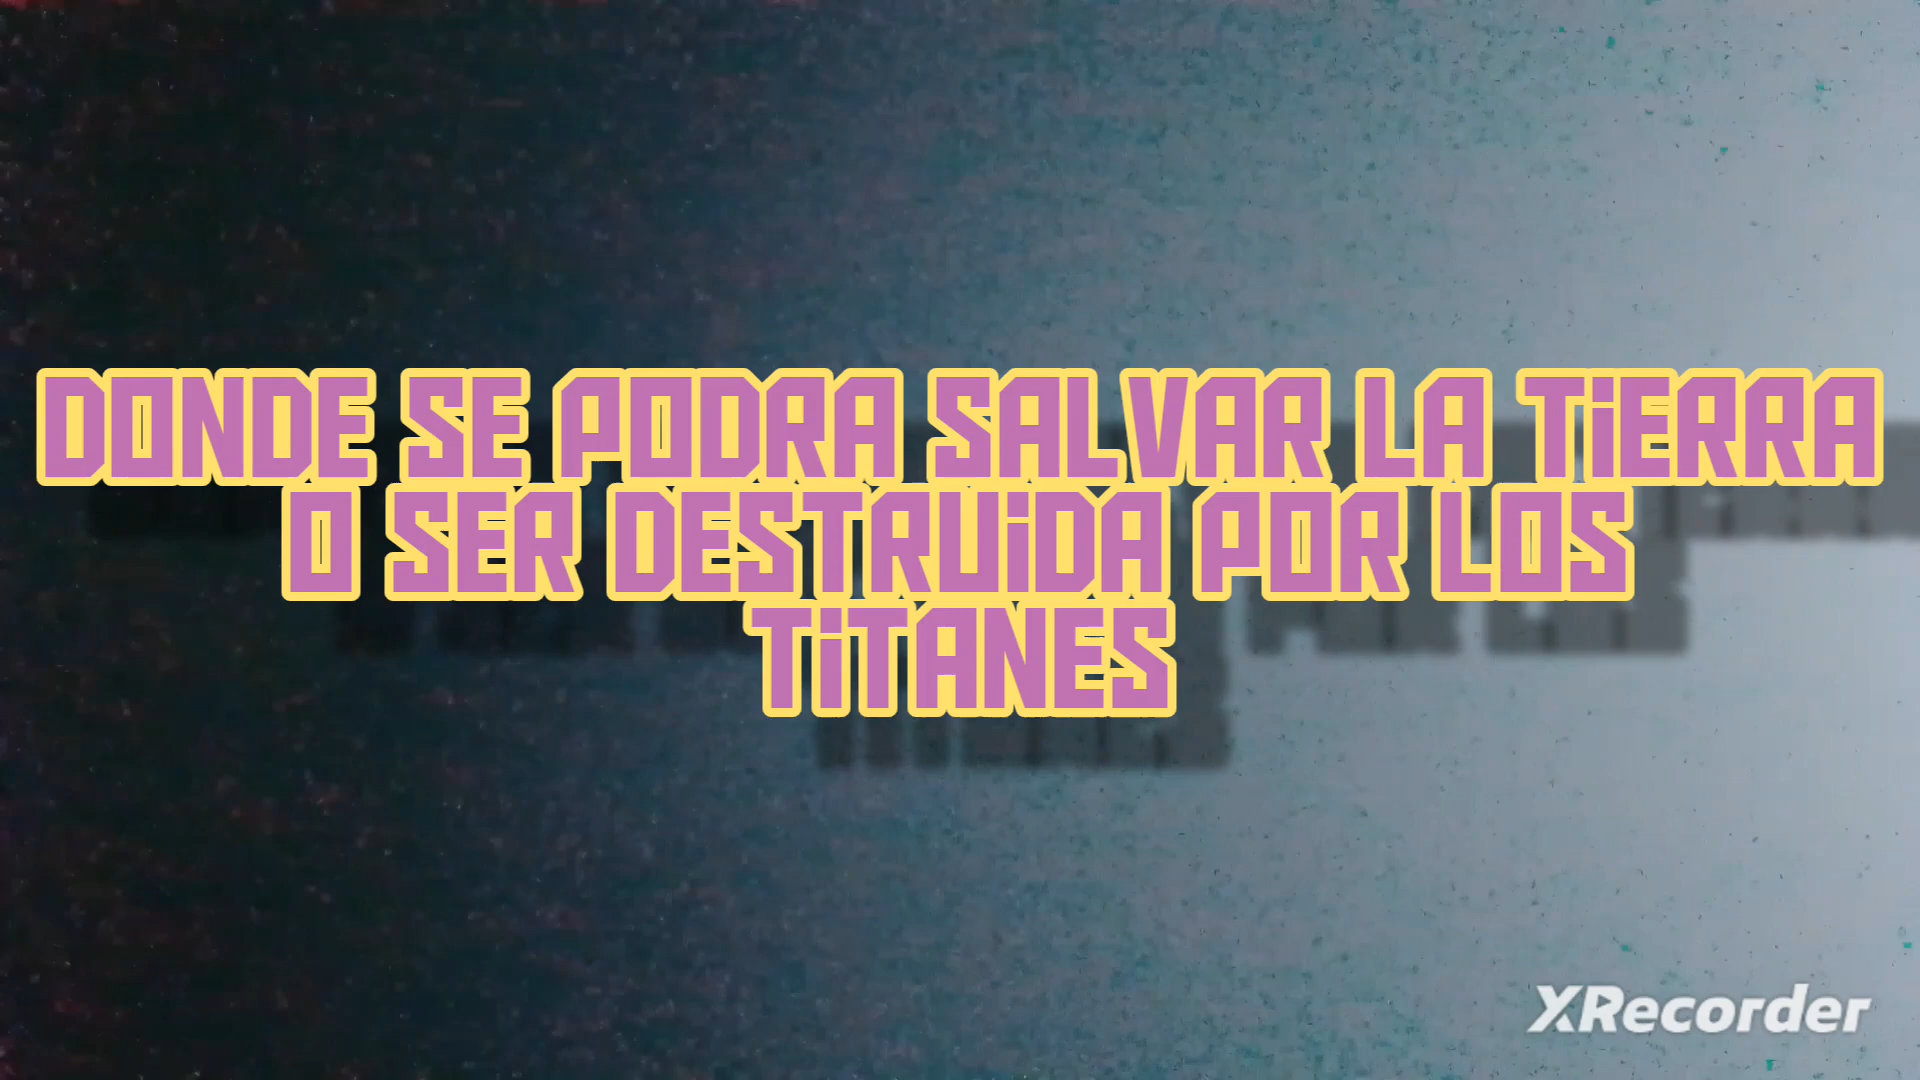 DONDE SE PODRA SALVAR LA TiERRA
O SER DESTRUiDA POR LOS
TiTANES
XRecorder